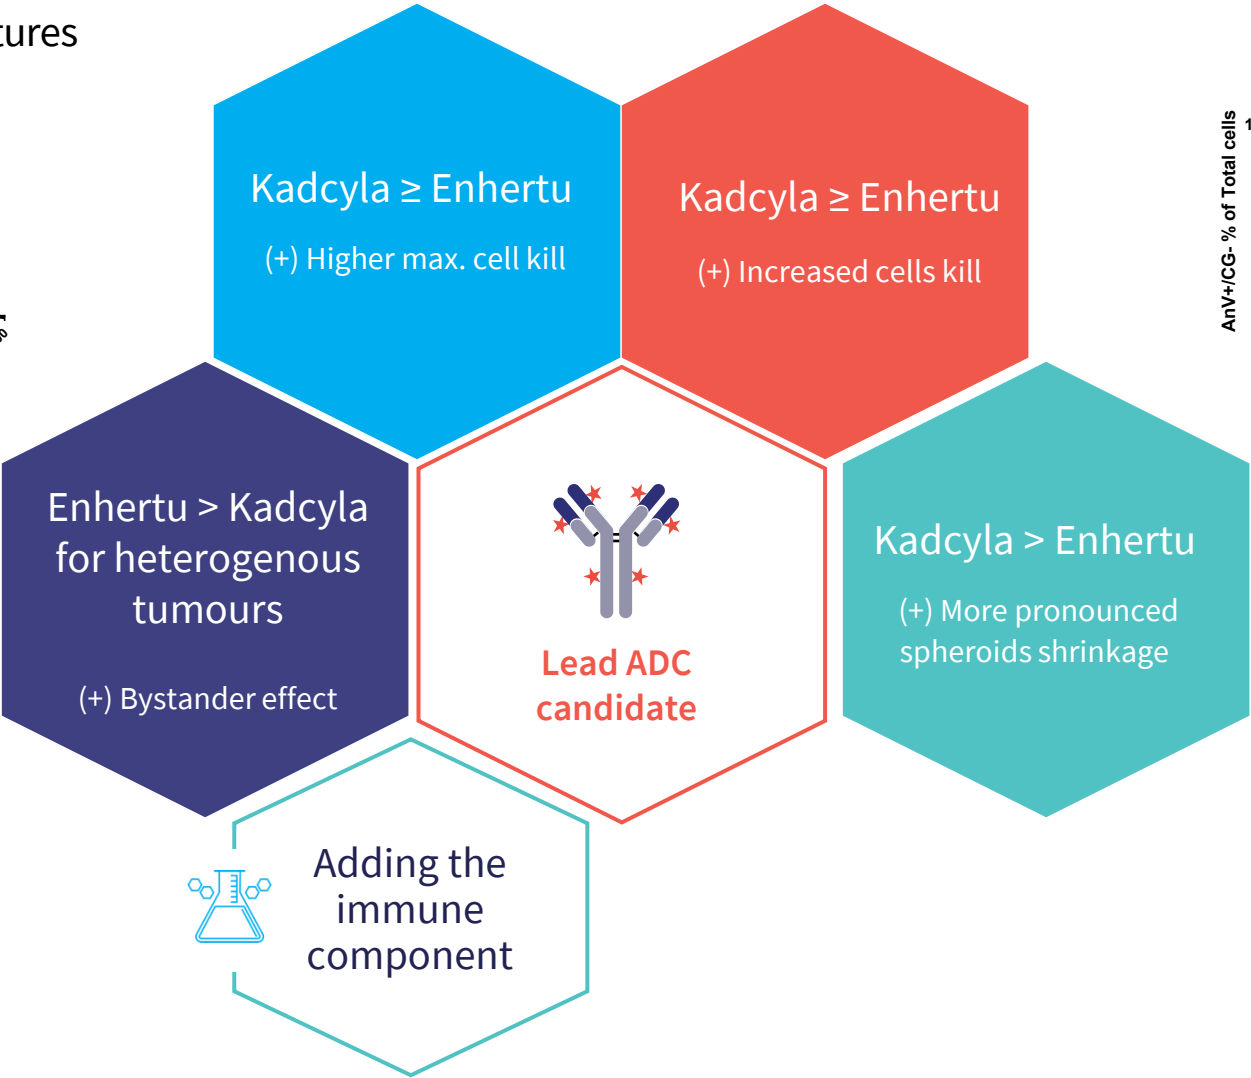 tures
Kadcyla ≥ Enhertu
(+) Higher max. cell kill
Kadcyla ≥ Enhertu
(+) Increased cells kill
AnV+/CG- % of Total cells
1
Enhertu > Kadcyla
for heterogenous
tumours
(+) Bystander effect
Lead ADC
candidate
Kadcyla > Enhertu
(+) More pronounced
spheroids shrinkage
Adding the
immune
component